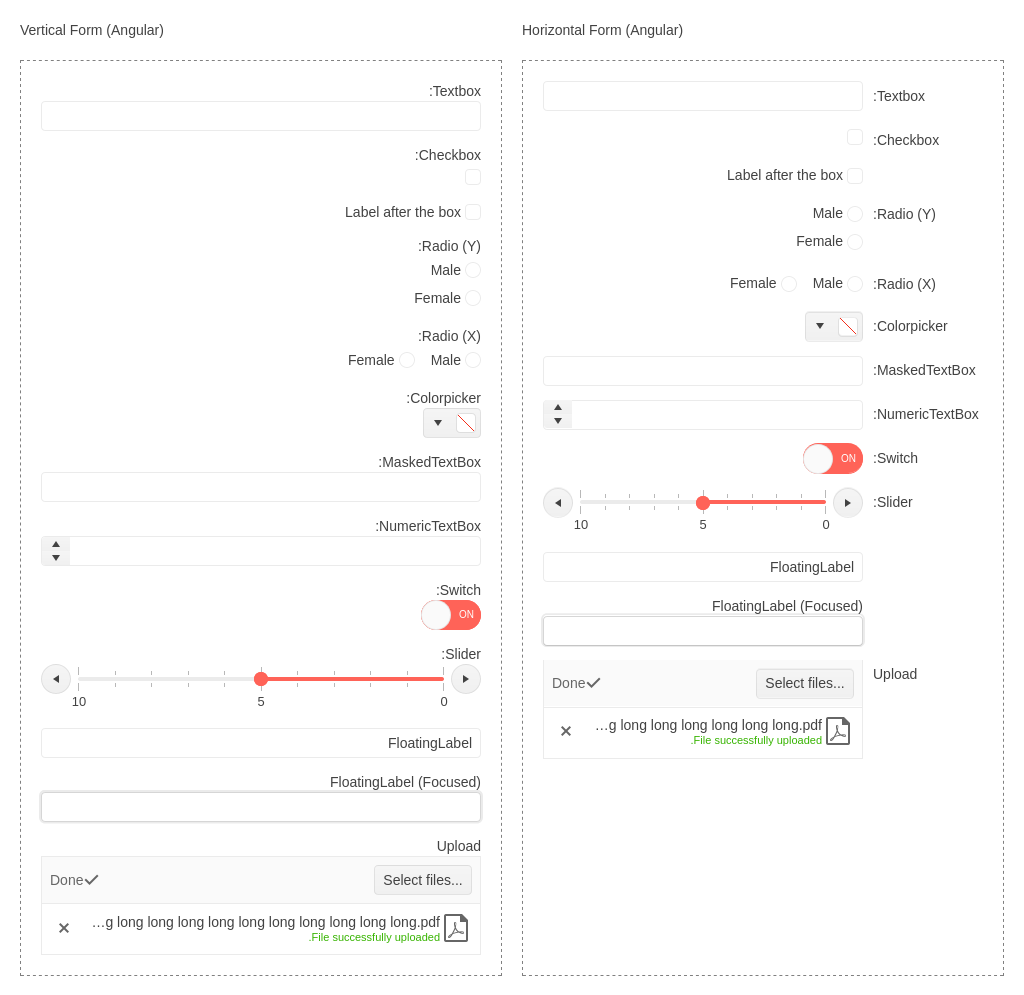 Vertical Form (Angular)
:Textbox
:Checkbox
Label after the box
:Radio (Y)
Male
Female
:Radio (X)
Female Male
:Colorpicker
:MaskedTextBox
:NumericTextBox
:Switch
ON
:Slider
10 5 0
FloatingLabel
FloatingLabel (Focused)
Upload
Done Select files...
...g long long long long long long long long long long.pdf
.File successfully uploaded
Horizontal Form (Angular)
:Textbox
:Checkbox
Label after the box
Male :Radio (Y)
Female
Female Male :Radio (X)
:Colorpicker
:MaskedTextBox
:NumericTextBox
ON :Switch
:Slider
10 5 0
FloatingLabel
FloatingLabel (Focused)
Upload
Done Select files...
...g long long long long long long.pdf
.File successfully uploaded